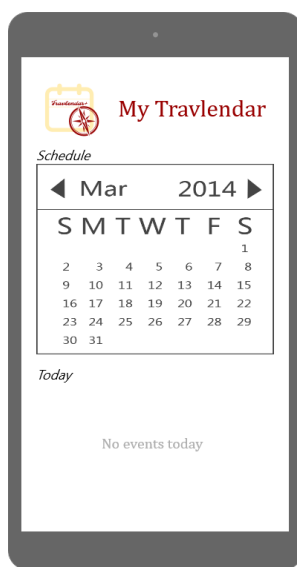 Travlendar+
My Travlendar
Schedule
Mar 2014
S M T W T F S
1
2 3 4 5 6 7 8
9 10 11 12 13 14 15
16 17 18 19 20 21 22
23 24 25 26 27 28 29
30 31
Today
No events today